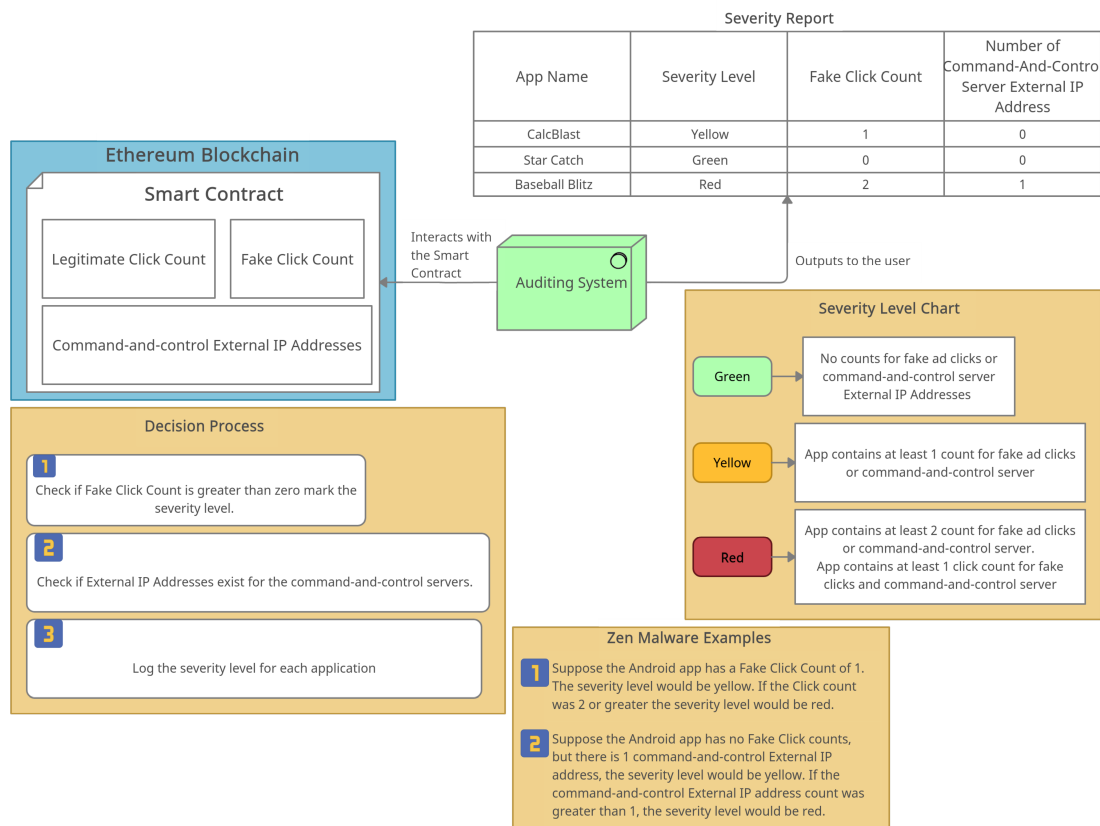 Severity Report
App Name
Severity Level
Fake Click Count
Number of
Command-And-Contro
Server External IP
Address
CalcBlast
Yellow
1
0
Star Catch
Green
0
0
Baseball Blitz
Red
2
1
Ethereum Blockchain
Smart Contract
Legitimate Click Count
Fake Click Count
Command-and-control External IP Addresses
Interacts with
the Smart
Contract
Auditing System
Outputs to the user
Severity Level Chart
Green
No counts for fake ad clicks or
command-and-control server
External IP Addresses
Yellow
App contains at least 1 count for fake ad clicks
or command-and-control server
Red
App contains at least 2 count for fake ad clicks
or command-and-control server.
App contains at least 1 click count for fake
clicks and command-and-control server
Decision Process
1
Check if Fake Click Count is greater than zero mark the
severity level.
2
Check if External IP Addresses exist for the command-and-control servers.
3
Log the severity level for each application
Zen Malware Examples
1
Suppose the Android app has a Fake Click Count of 1.
The severity level would be yellow. If the Click count
was 2 or greater the severity level would be red.
2
Suppose the Android app has no Fake Click counts,
but there is 1 command-and-control External IP
address, the severity level would be yellow. If the
command-and-control External IP address count was
greater than 1, the severity level would be red.